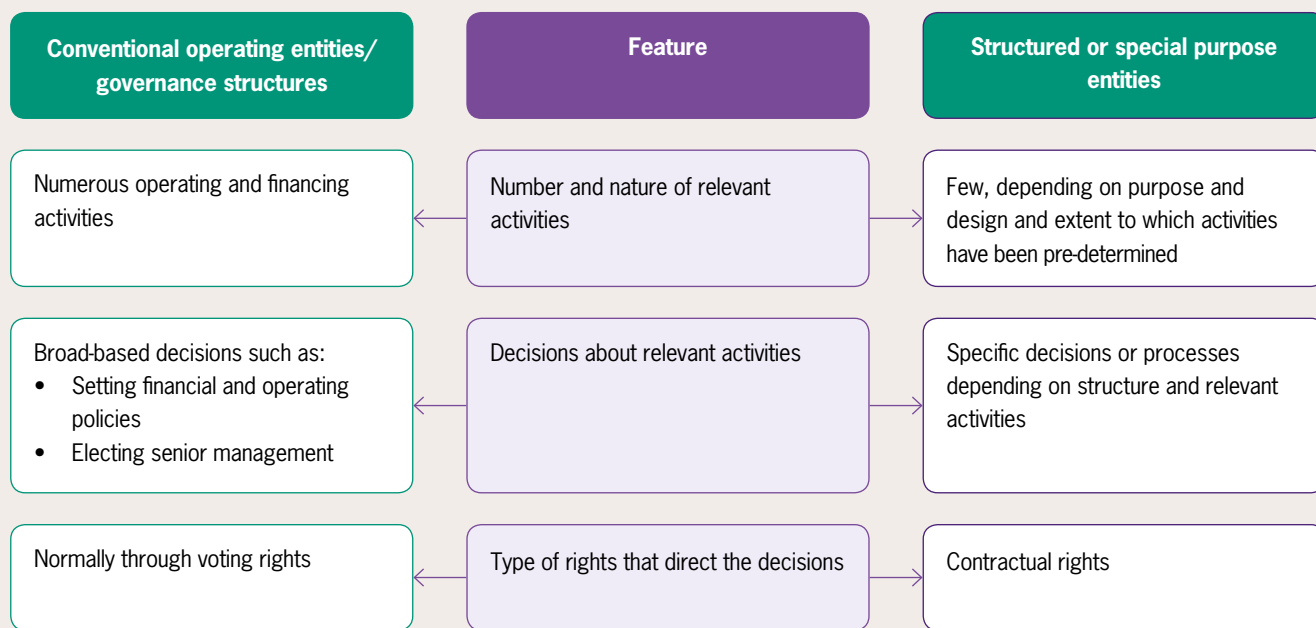 Conventional operating entities/
governance structures
Feature
Structured or special purpose
entities
Numerous operating and financing
activities
Number and nature of relevant
activities
Few, depending on purpose and
design and extent to which activities
have been pre-determined
Broad-based decisions such as:
• Setting financial and operating
policies
• Electing senior management
Decisions about relevant activities
Specific decisions or processes
depending on structure and relevant
activities
Normally through voting rights
Type of rights that direct the decisions
Contractual rights